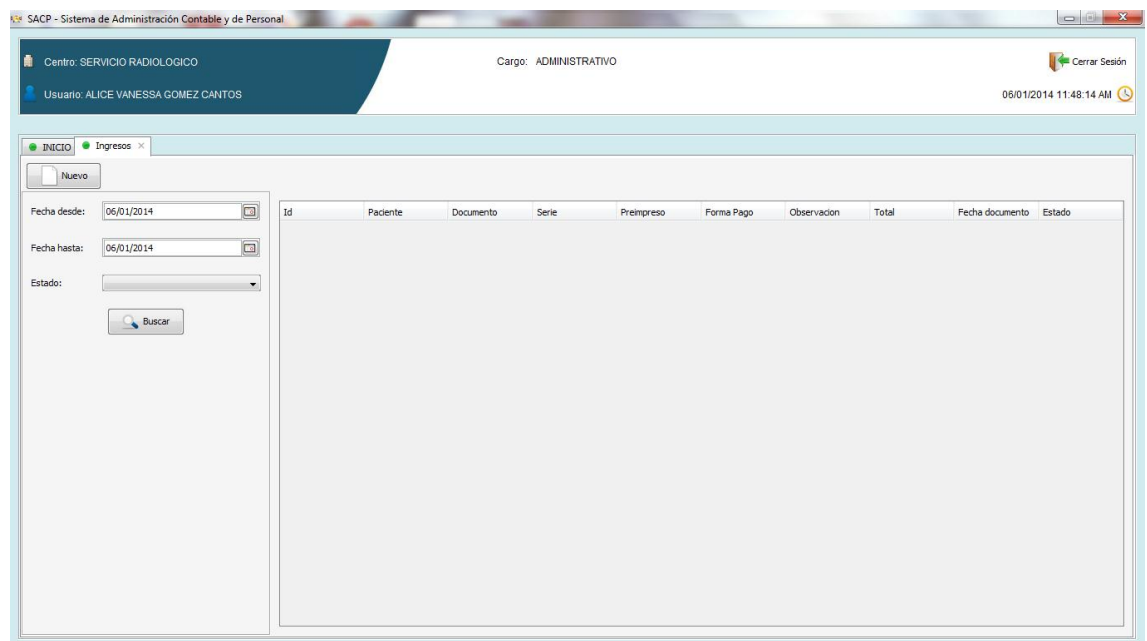 SACP - Sistema de Administración Contable y de Personal
Centro: SERVICIO RADIOLOGICO
Cargo: ADMINISTRATIVO
Cerrar Sesión
Usuario: ALICE VANESSA GOMEZ CANTOS
06/01/2014 11:48:14 AM
INICIO
Ingresos
Nuevo
Fecha desde: 06/01/2014
Fecha hasta: 06/01/2014
Estado:
Buscar
Id Paciente Documento Serie Preimpreso Forma Pago Observacion Total Fecha documento Estado